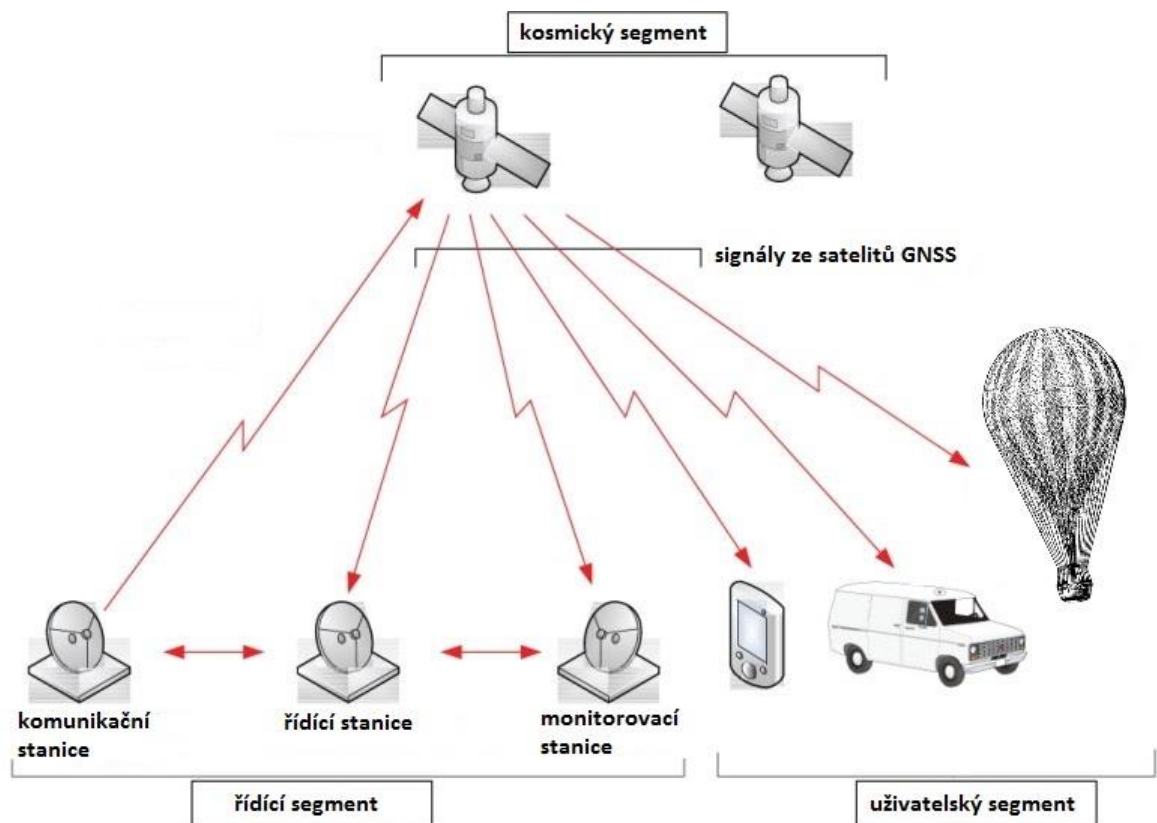 kosmický segment
signály ze satelitů GNSS
komunikační
stanice
řídící stanice
monitorovací
stanice
řídící segment
uživatelský segment